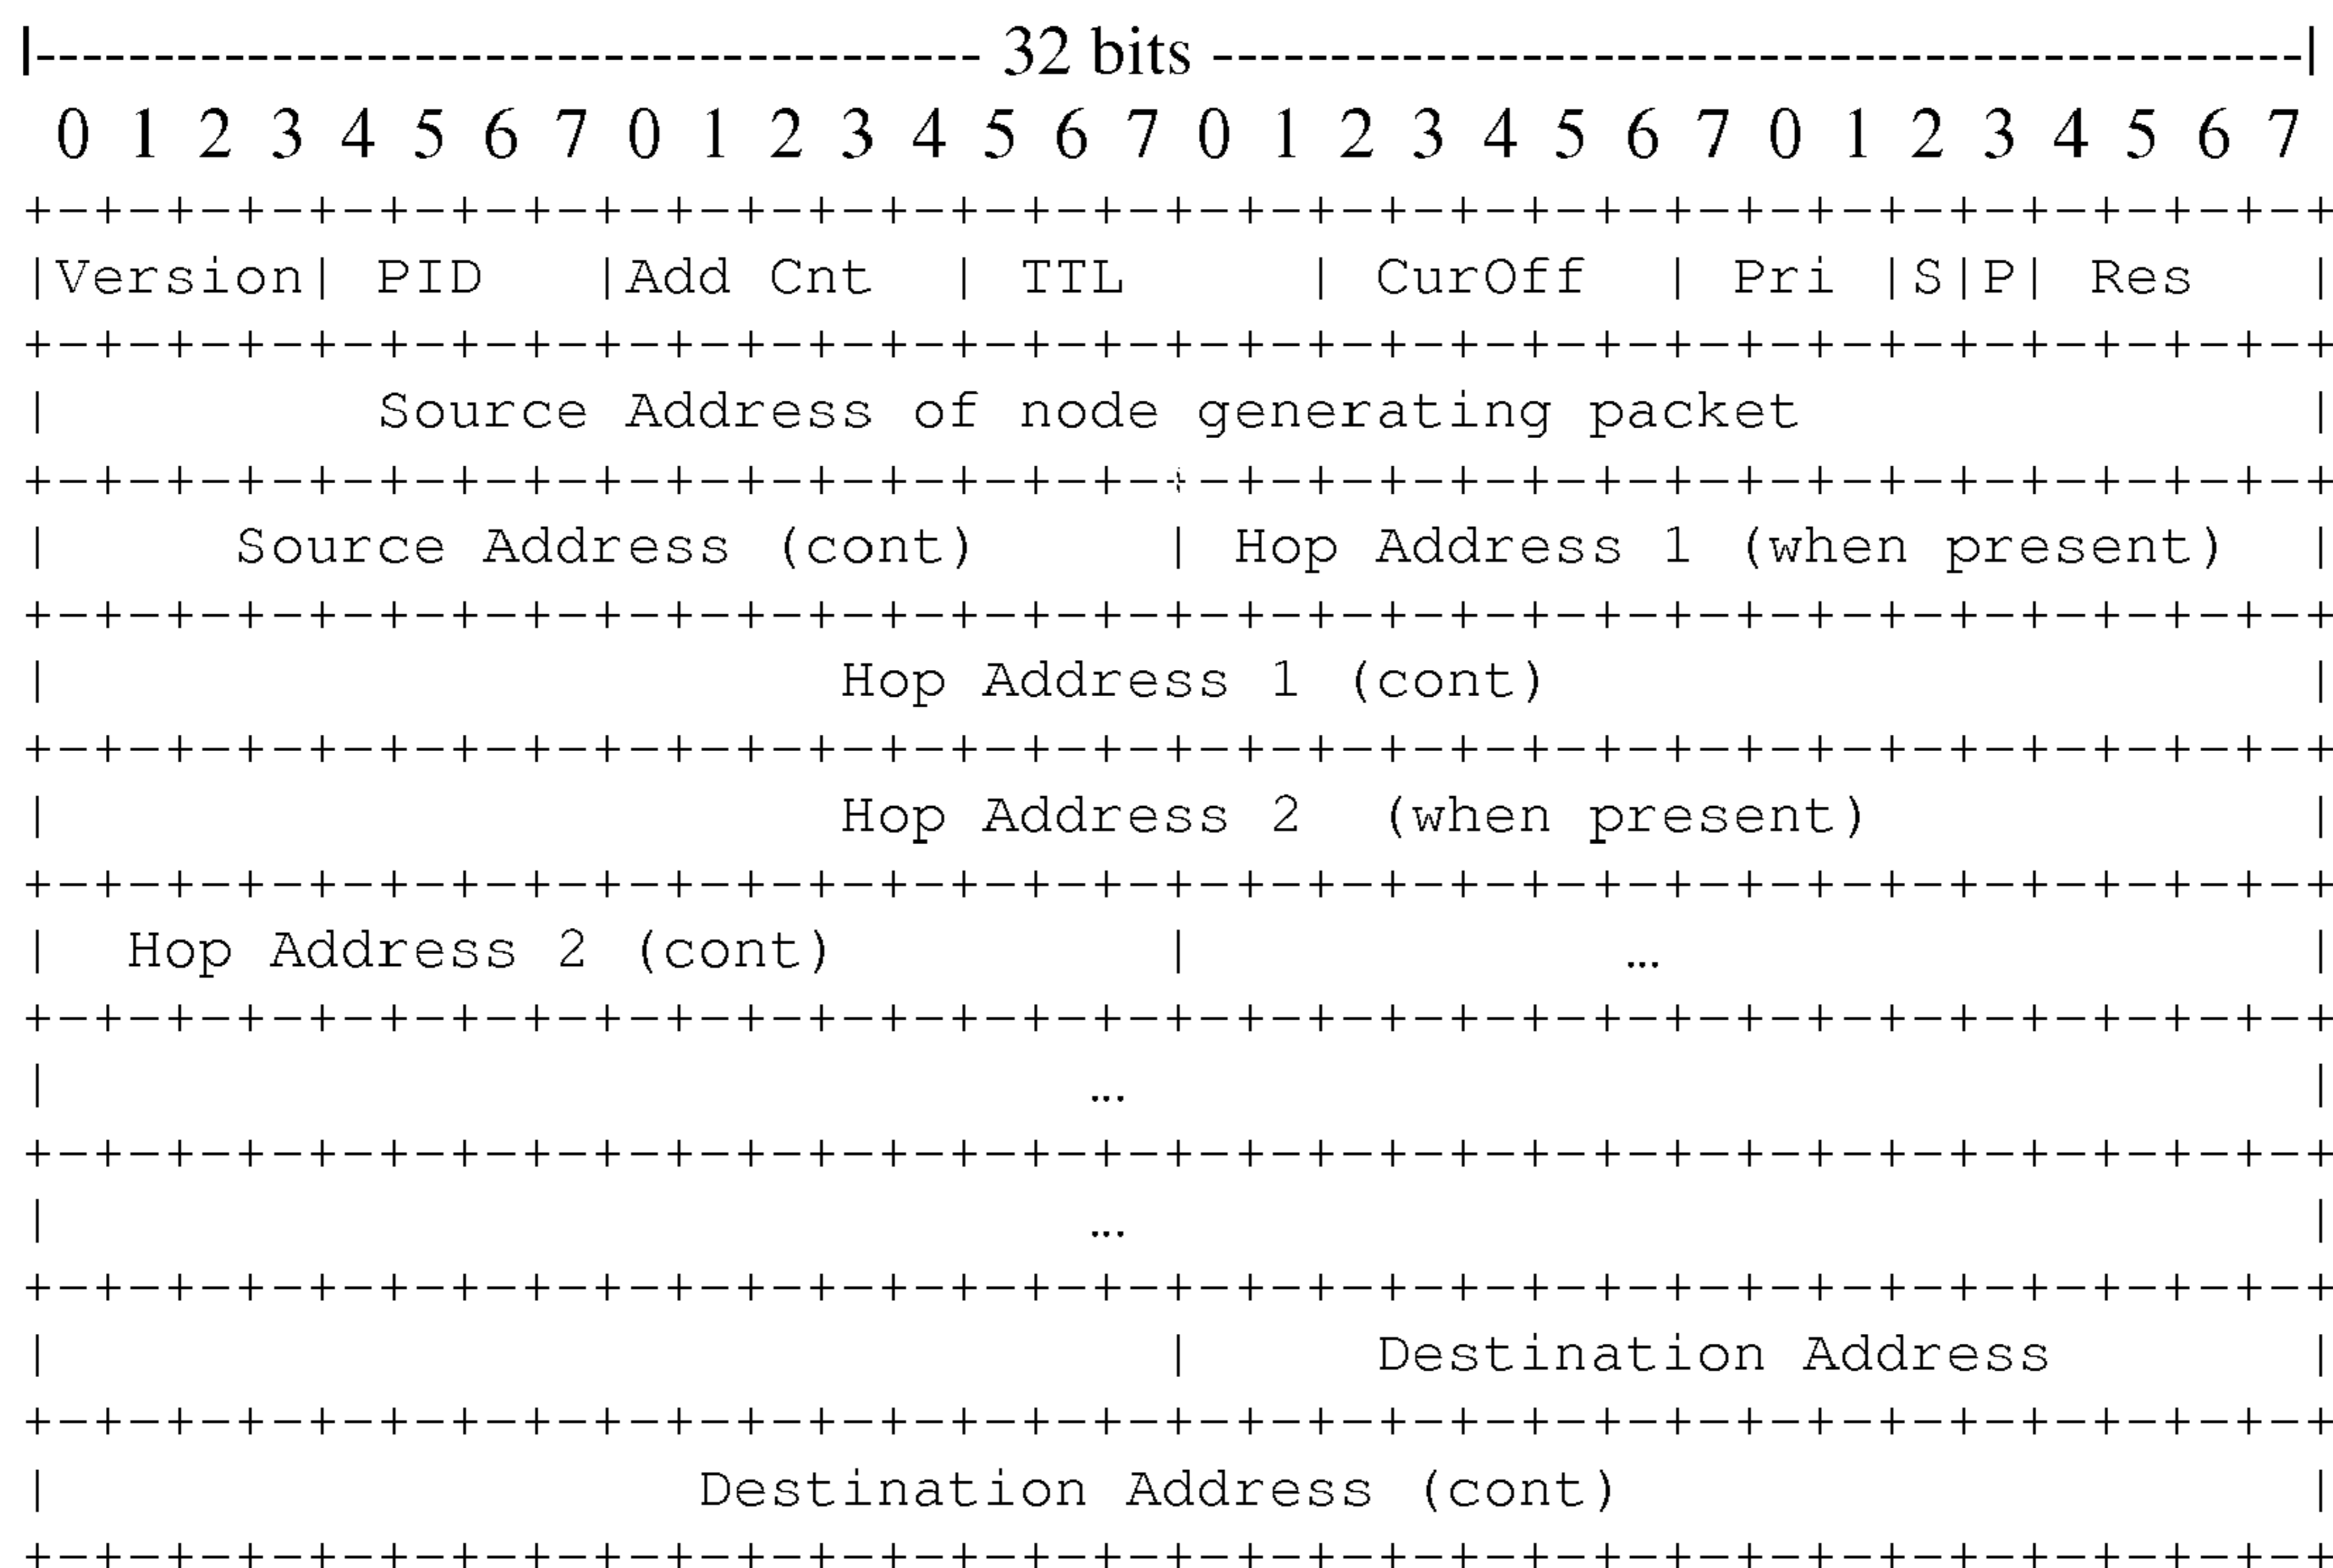 |----------------------------------------- 32 bits -----------------------------------------------|
0 1 2 3 4 5 6 7 0 1 2 3 4 5 6 7 0 1 2 3 4 5 6 7 0 1 2 3 4 5 6 7
+-+-+-+-+-+-+-+-+-+-+-+-+-+-+-+-+-+-+-+-+-+-+-+-+-+-+-+-+-+-+-+-+
|Version| PID   |Add Cnt  | TTL     | CurOff  | Pri |S|P| Res   |
+-+-+-+-+-+-+-+-+-+-+-+-+-+-+-+-+-+-+-+-+-+-+-+-+-+-+-+-+-+-+-+-+
|         Source Address of node generating packet              |
+-+-+-+-+-+-+-+-+-+-+-+-+-+-+-+-+-+-+-+-+-+-+-+-+-+-+-+-+-+-+-+-+
|     Source Address (cont)     | Hop Address 1 (when present)  |
+-+-+-+-+-+-+-+-+-+-+-+-+-+-+-+-+-+-+-+-+-+-+-+-+-+-+-+-+-+-+-+-+
|                      Hop Address 1 (cont)                     |
+-+-+-+-+-+-+-+-+-+-+-+-+-+-+-+-+-+-+-+-+-+-+-+-+-+-+-+-+-+-+-+-+
|                      Hop Address 2  (when present)            |
+-+-+-+-+-+-+-+-+-+-+-+-+-+-+-+-+-+-+-+-+-+-+-+-+-+-+-+-+-+-+-+-+
|  Hop Address 2 (cont)         |            …                  |
+-+-+-+-+-+-+-+-+-+-+-+-+-+-+-+-+-+-+-+-+-+-+-+-+-+-+-+-+-+-+-+-+
|                             …                                 |
+-+-+-+-+-+-+-+-+-+-+-+-+-+-+-+-+-+-+-+-+-+-+-+-+-+-+-+-+-+-+-+-+
|                             …                                 |
+-+-+-+-+-+-+-+-+-+-+-+-+-+-+-+-+-+-+-+-+-+-+-+-+-+-+-+-+-+-+-+-+
|                               |     Destination Address       |
+-+-+-+-+-+-+-+-+-+-+-+-+-+-+-+-+-+-+-+-+-+-+-+-+-+-+-+-+-+-+-+-+
|                  Destination Address (cont)                   |
+-+-+-+-+-+-+-+-+-+-+-+-+-+-+-+-+-+-+-+-+-+-+-+-+-+-+-+-+-+-+-+-+